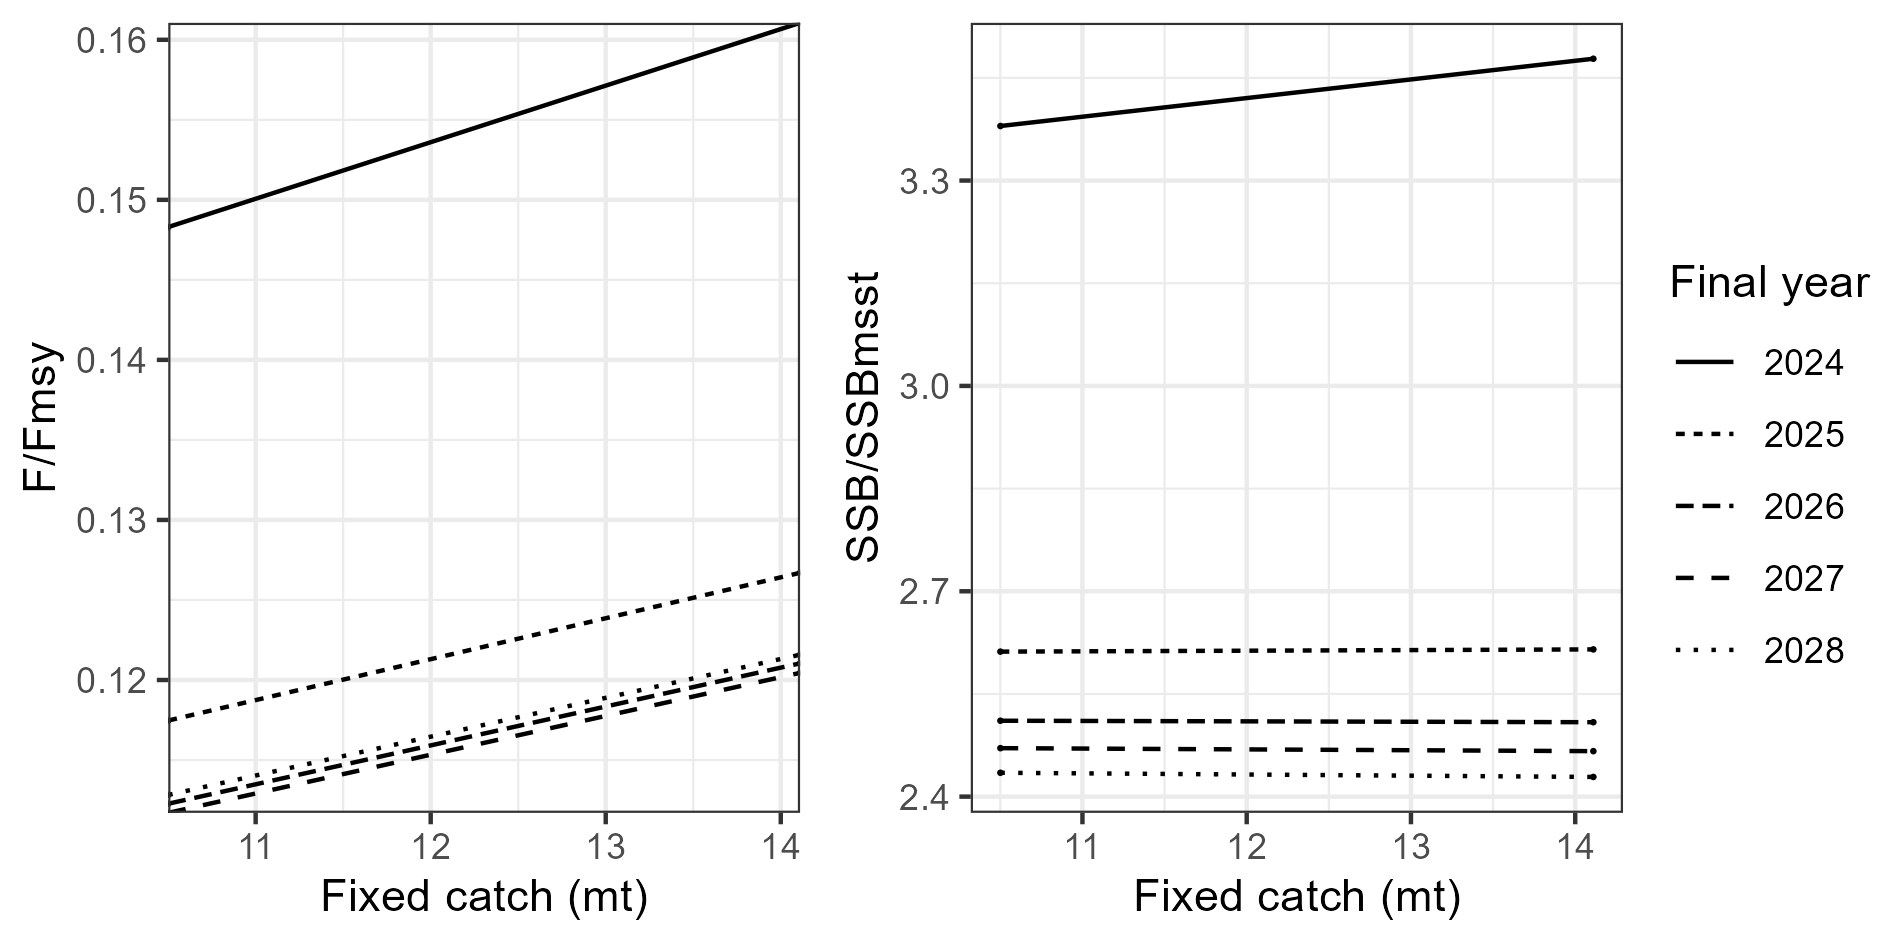 F/Fmsy
0.16
0.15
0.14
0.13
0.12
11 12 13 14
Fixed catch (mt)
SSB/SSBmsst
3.3
3.0
2.7
2.4
11 12 13 14
Fixed catch (mt)
Final year
2024
2025
2026
2027
2028